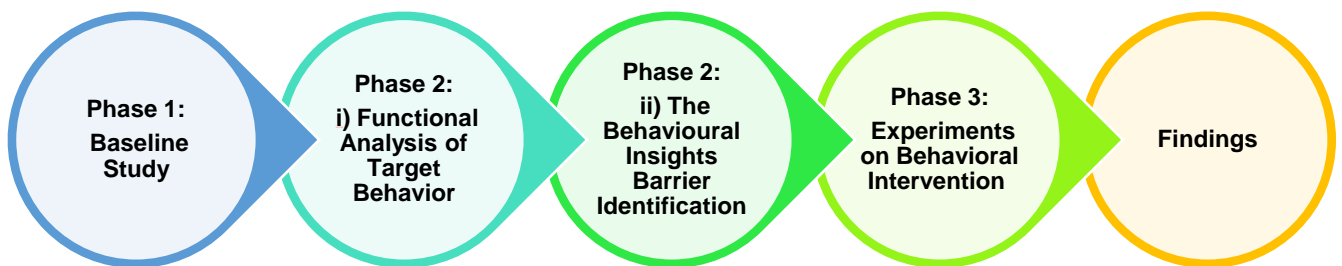 Phase 1:
Baseline
Study
Phase 2:
i) Functional
Analysis of
Target
Behavior
Phase 2:
ii) The
Behavioural
Insights
Barrier
Identification
Phase 3:
Experiments
on Behavioral
Intervention
Findings